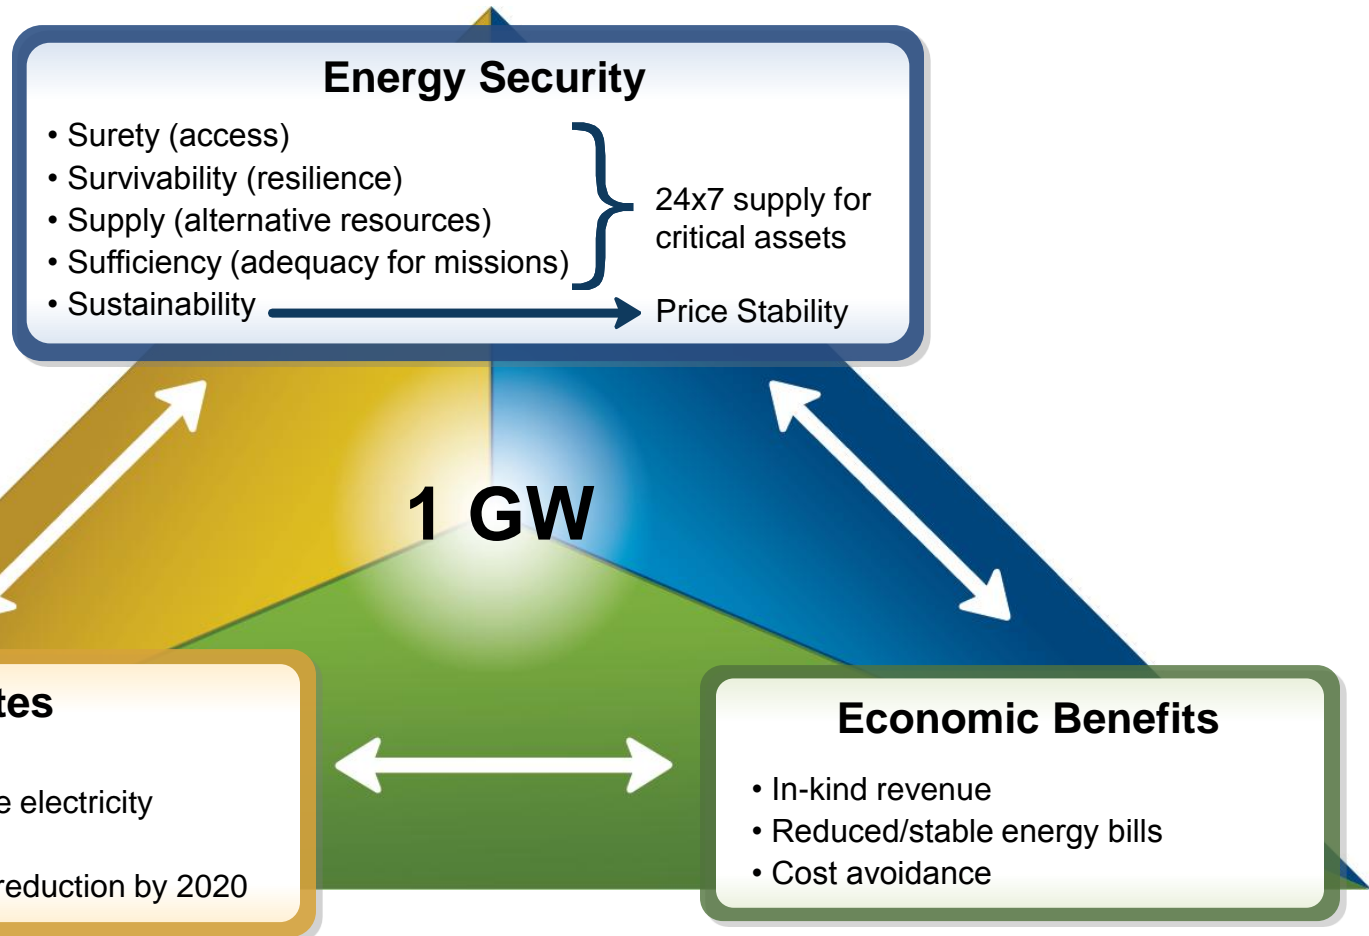 Energy Security
• Surety (access)
• Survivability (resilience)
• Supply (alternative resources)
• Sufficiency (adequacy for missions)
• Sustainability
24x7 supply for
critical assets
Price Stability
1 GW
tes
e electricity
reduction by 2020
Economic Benefits
• In-kind revenue
• Reduced/stable energy bills
• Cost avoidance